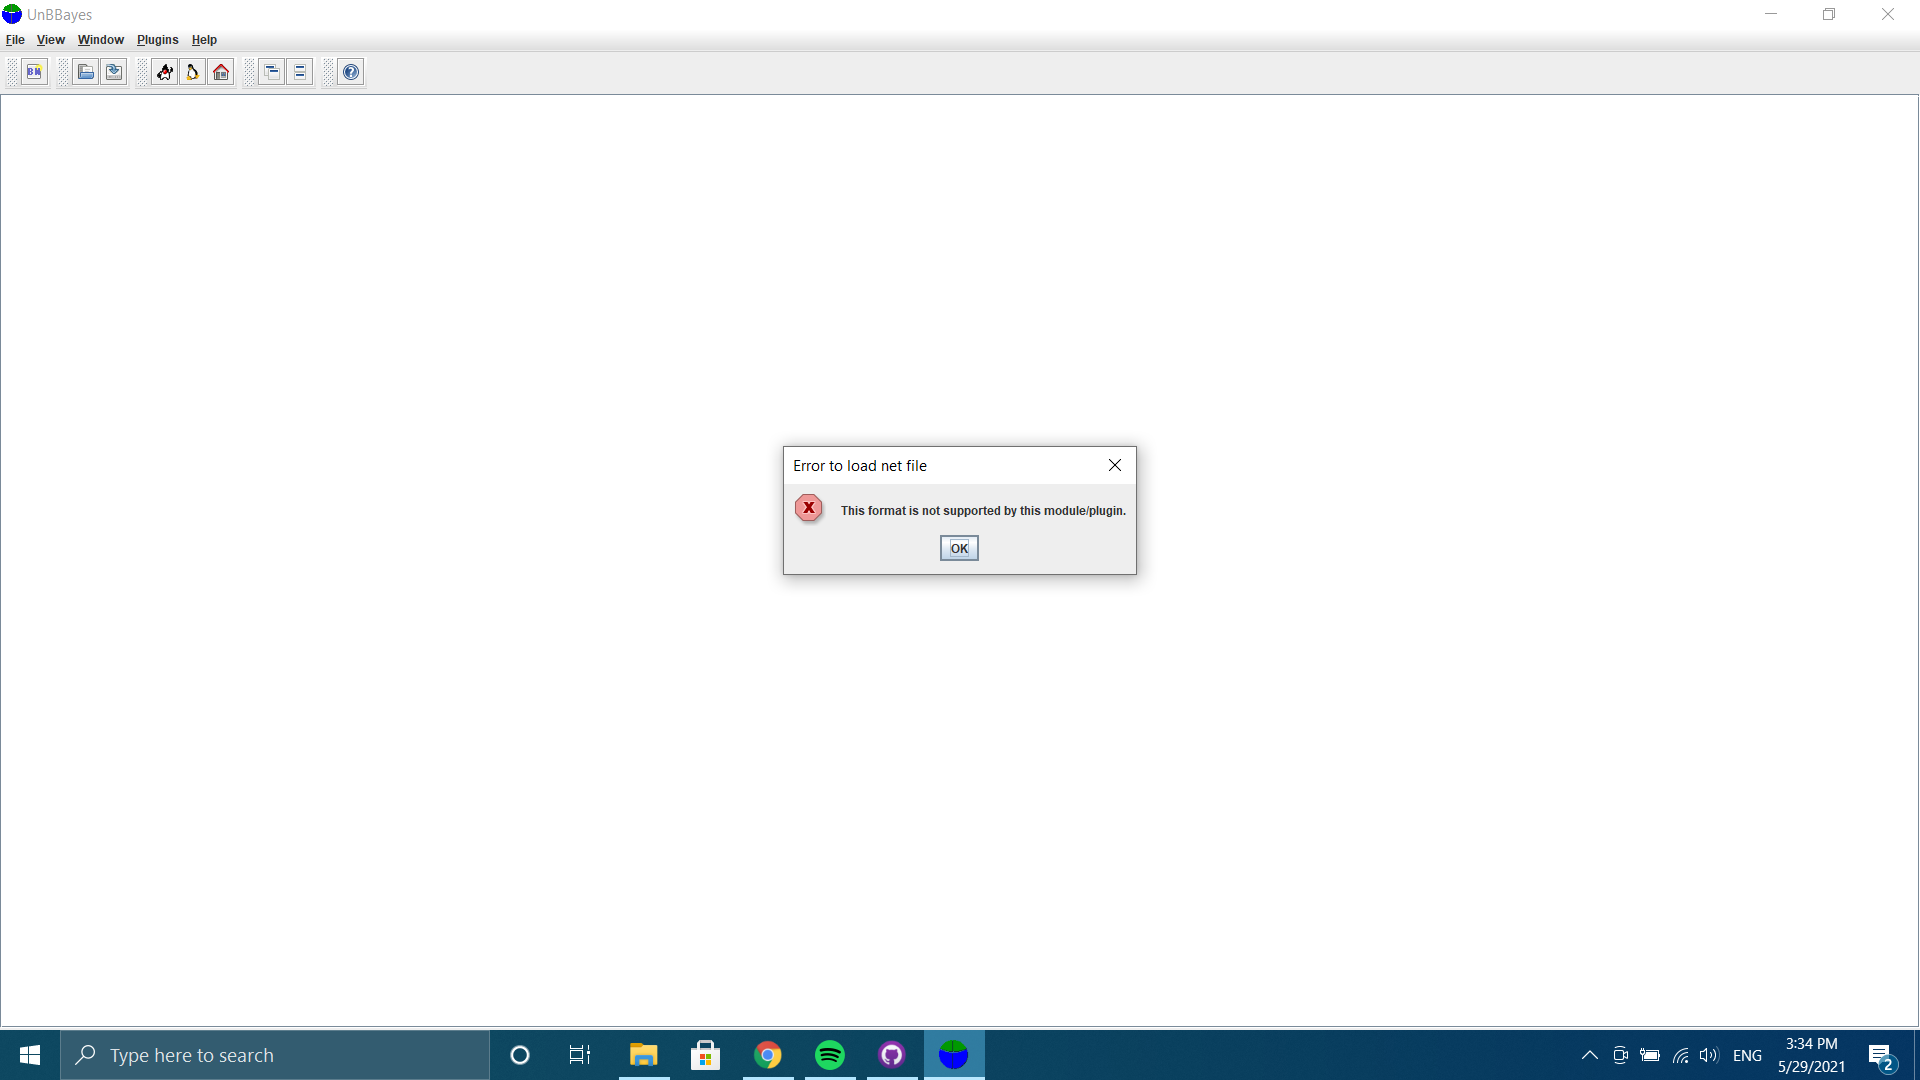 UnBBayes
File View Window Plugins Help
BN
Error to load net file
This format is not supported by this module/plugin.
OK
Type here to search
ENG
3:34 PM
5/29/2021
2